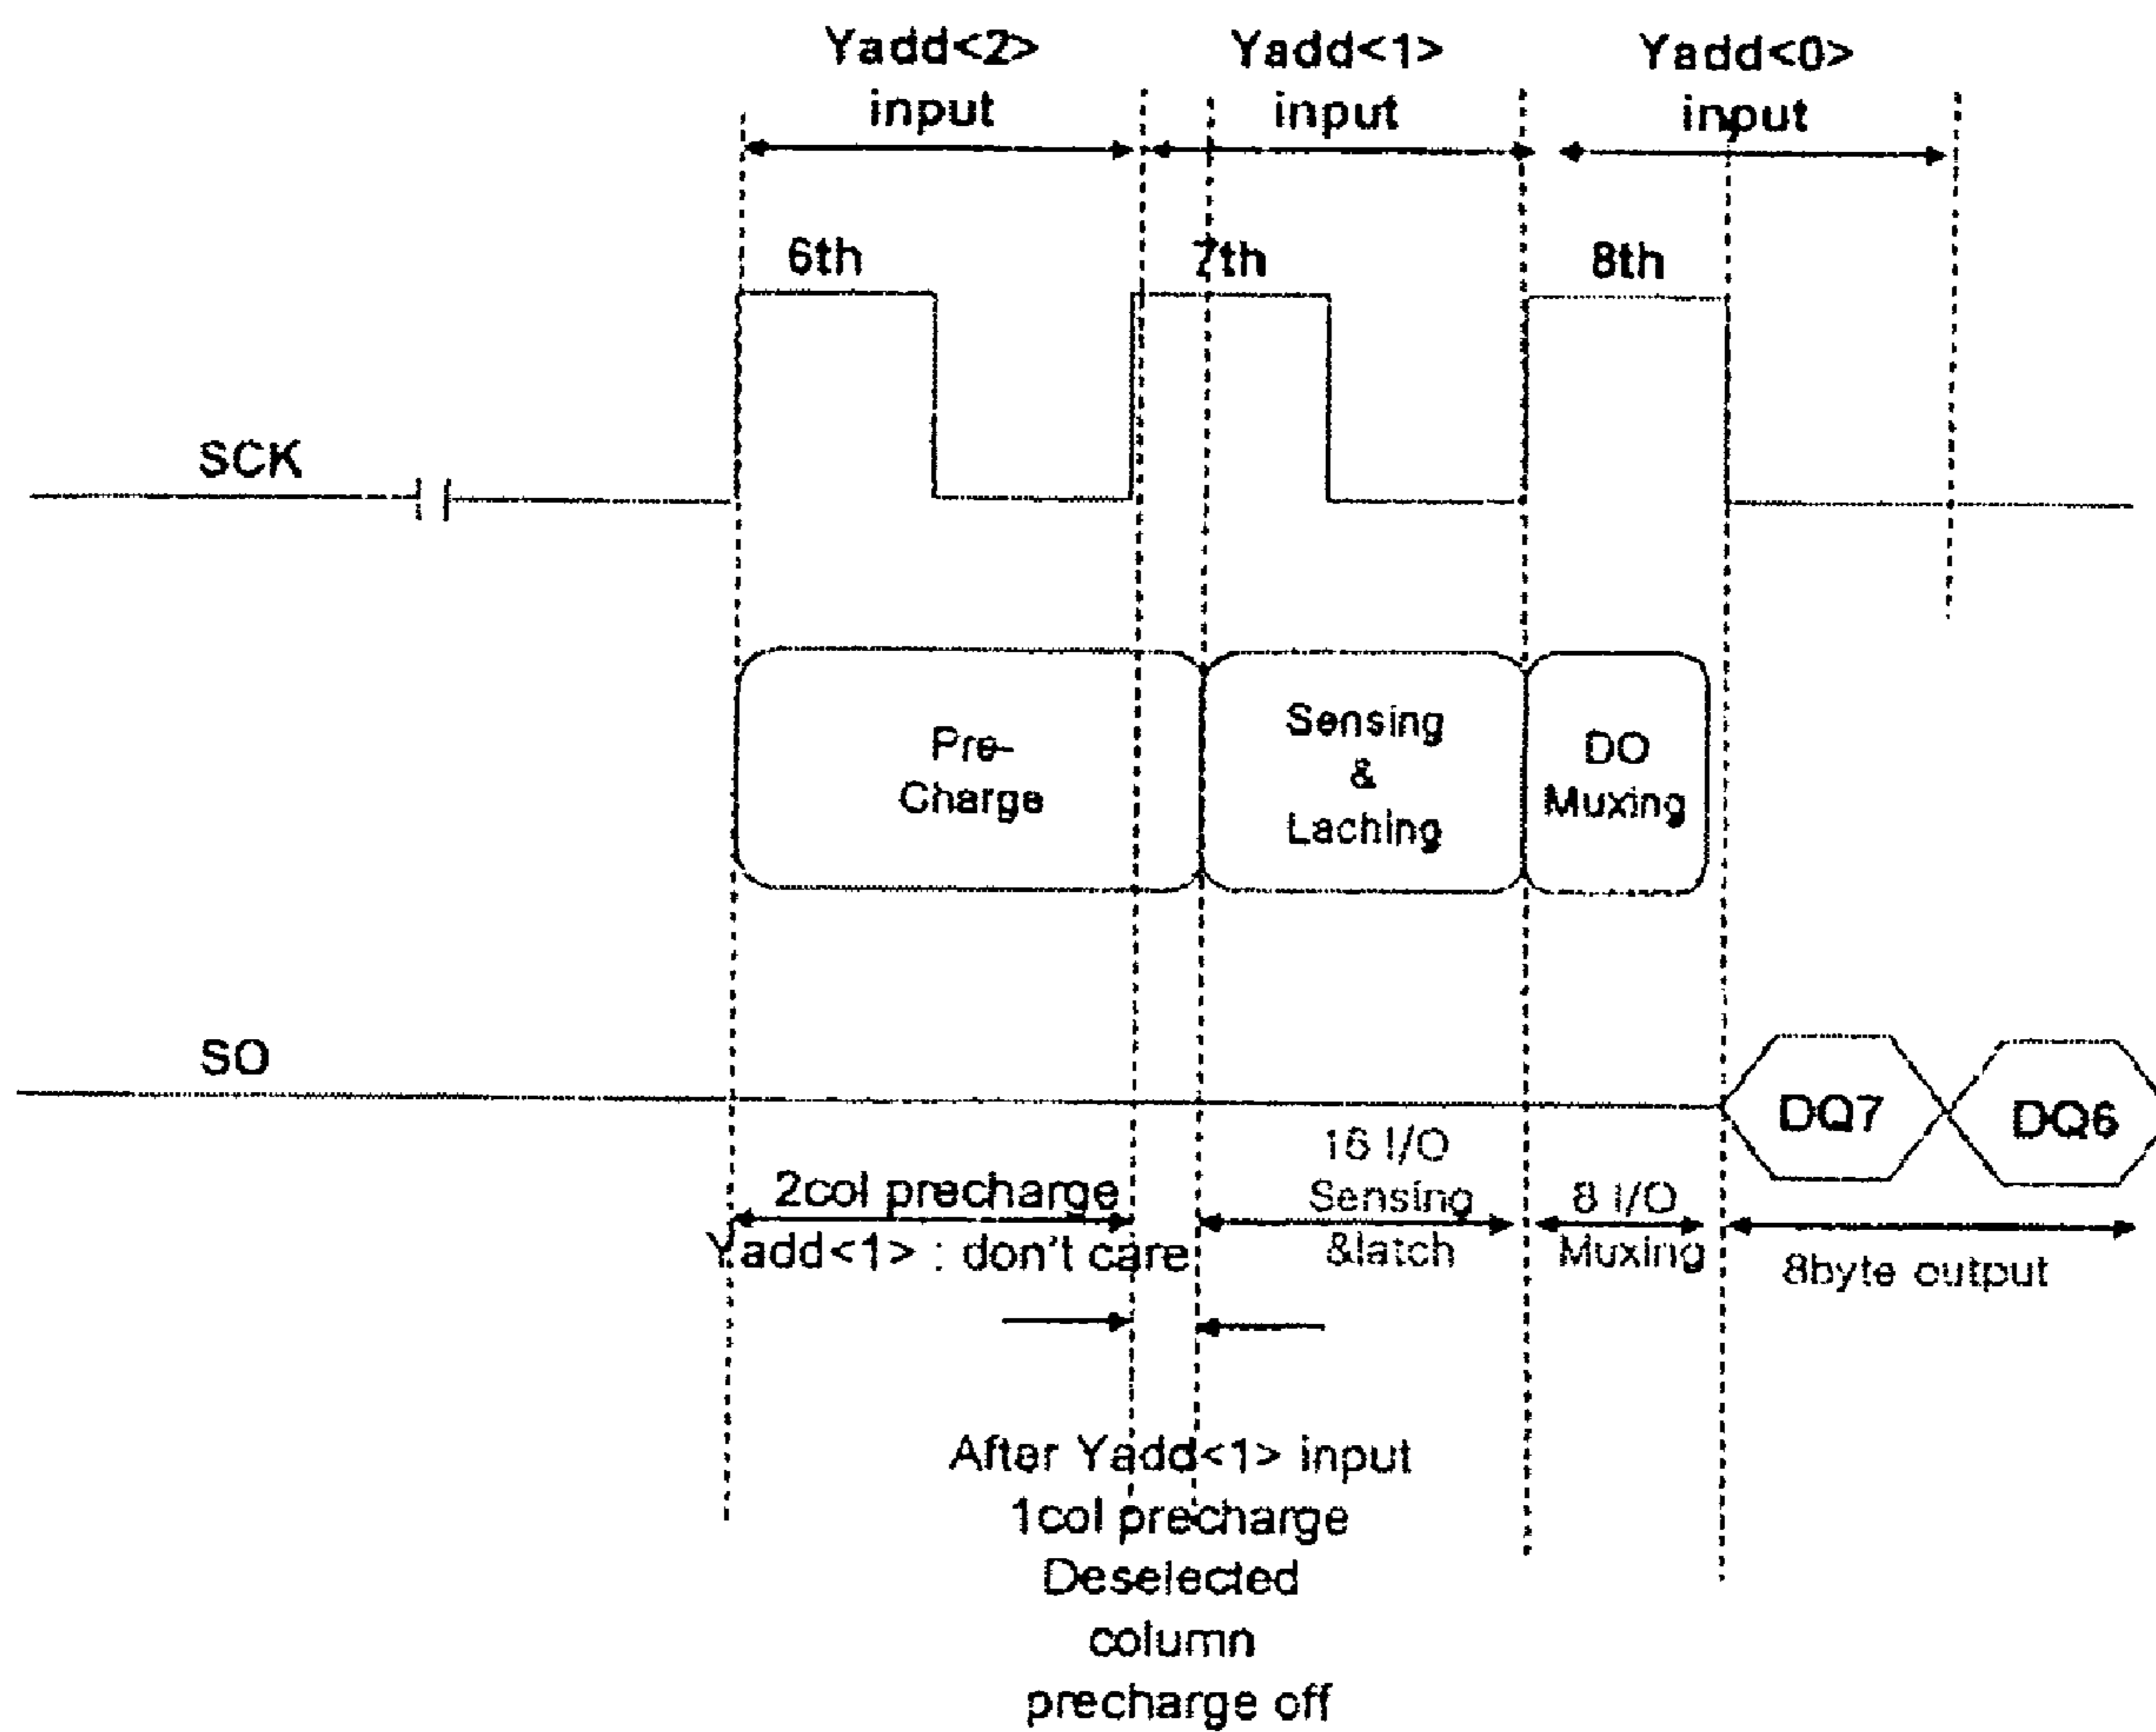 Yadd<2>
input
Yadd<1>
input
Yadd<0>
input
6th
7th
8th
SCK
Pre-
Charge
Sensing
&
Laching
DO
Muxing
SO
DQ7
DQ6
2col precharge
Yadd<1> : don't care
16 I/O
Sensing
&latch
8 I/O
Muxing
8byte output
After Yadd<1> input
1col precharge
Deselected
column
precharge off